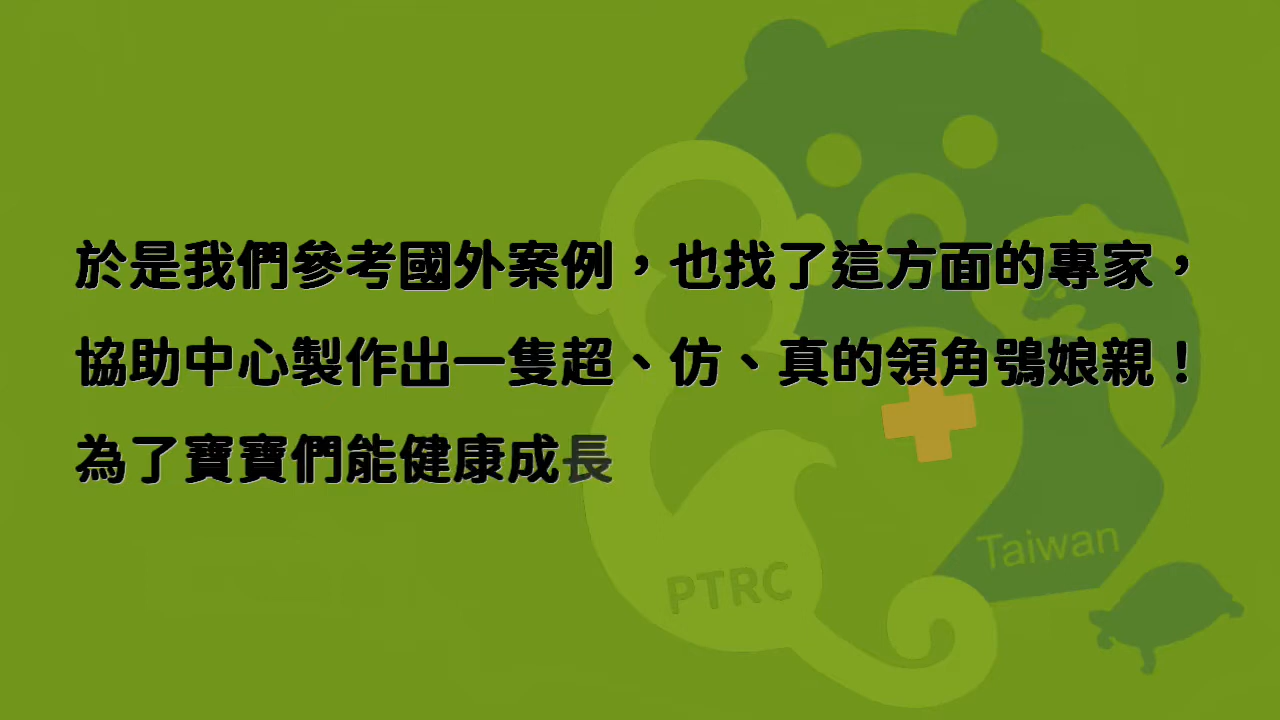 於是我們參考國外案例，也找了這方面的專家，
協助中心製作出一隻超、仿、真的領角鴞娘親！
為了寶寶們能健康成長
PTRC
Taiwan